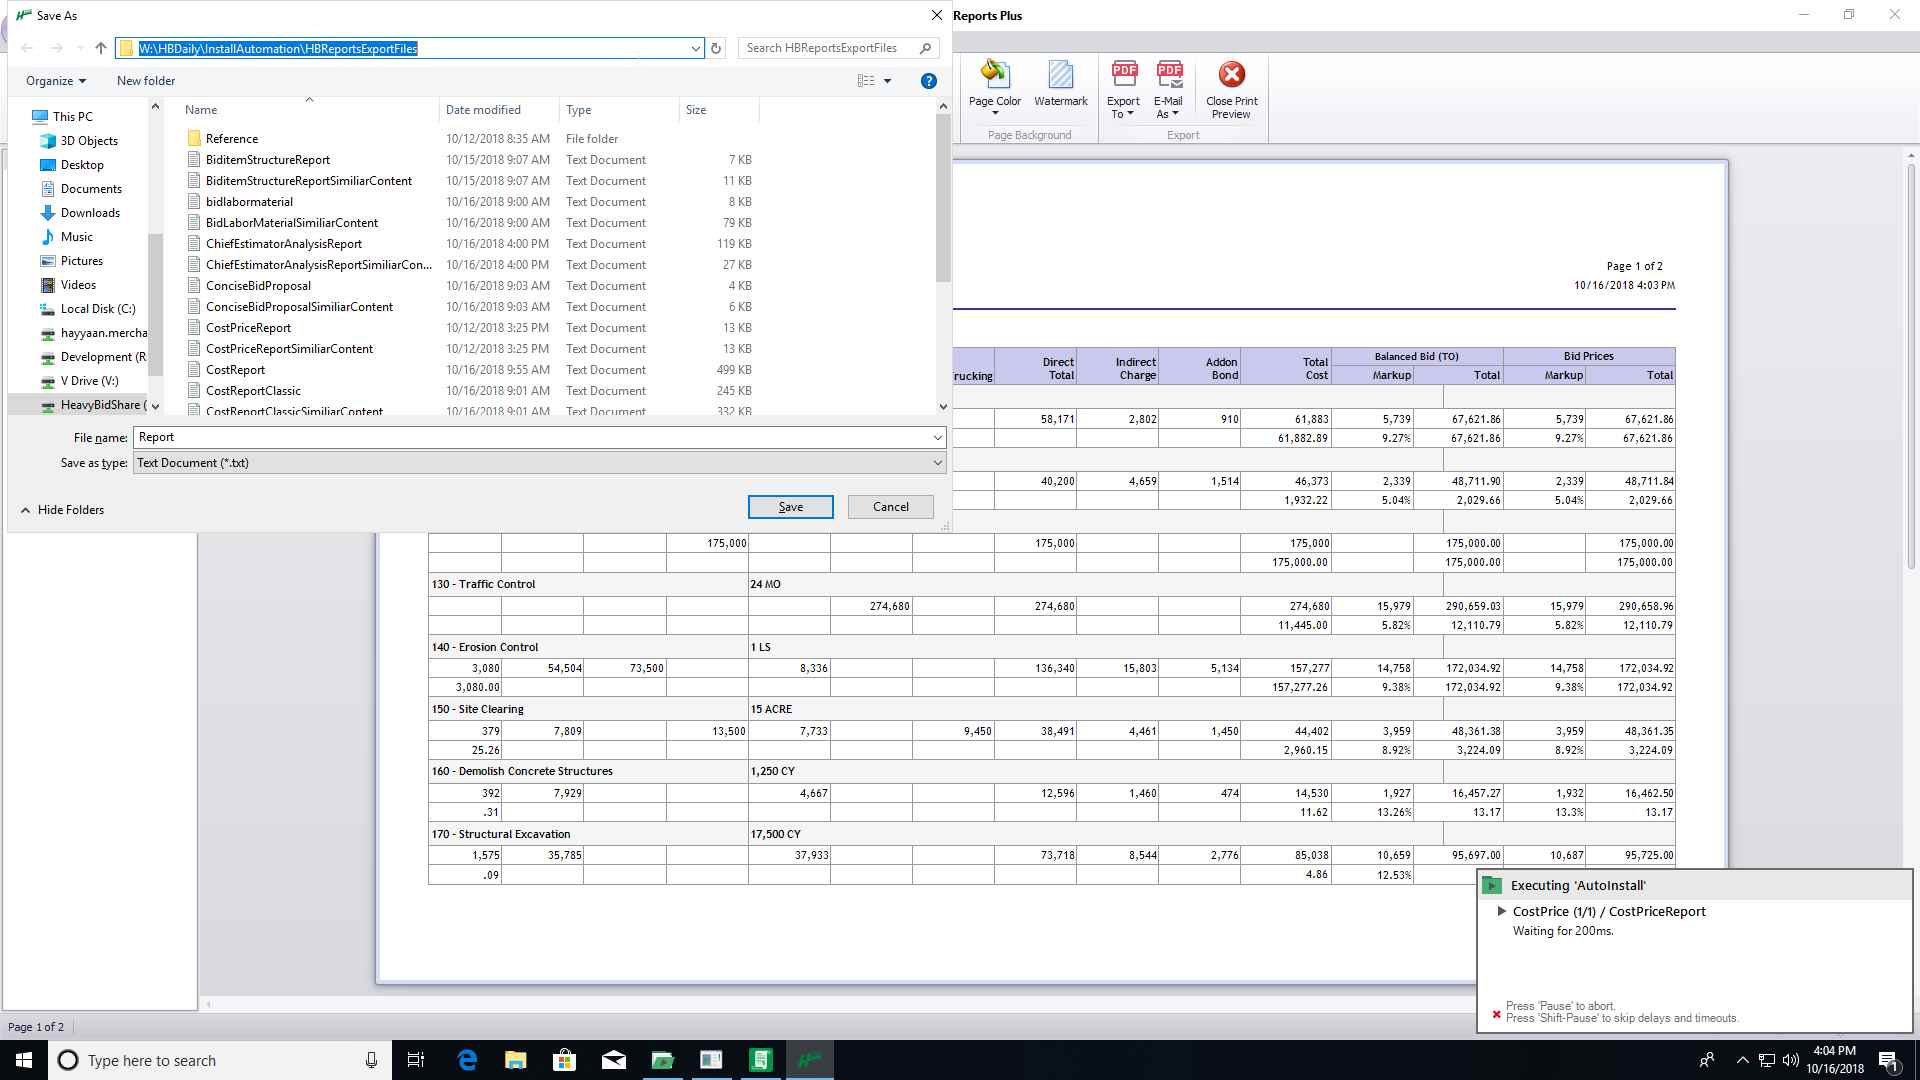 Save As
Reports Plus
W:\HBDaily\InstallAutomation\HBReportsExportFiles
Search HBReportsExportFiles
Organize
New folder
Page Color
Watermark
Export To
E-Mail As
Close Print Preview
Page Background
Export
This PC
3D Objects
Desktop
Documents
Downloads
Music
Pictures
Videos
Local Disk (C:)
hayyaan.mercha
Development (R
V Drive (V:)
HeavyBidShare (
Name Date modified Type Size
Reference 10/12/2018 8:35 AM File folder
BiditemStructureReport 10/15/2018 9:07 AM Text Document 7 KB
BiditemStructureReportSimiliarContent 10/15/2018 9:07 AM Text Document 11 KB
bidlabormaterial 10/16/2018 9:00 AM Text Document 8 KB
BidLaborMaterialSimiliarContent 10/16/2018 9:00 AM Text Document 79 KB
ChiefEstimatorAnalysisReport 10/16/2018 4:00 PM Text Document 119 KB
ChiefEstimatorAnalysisReportSimiliarCon... 10/16/2018 4:00 PM Text Document 27 KB
ConciseBidProposal 10/16/2018 9:03 AM Text Document 4 KB
ConciseBidProposalSimiliarContent 10/16/2018 9:03 AM Text Document 6 KB
CostPriceReport 10/12/2018 3:25 PM Text Document 13 KB
CostPriceReportSimiliarContent 10/12/2018 3:25 PM Text Document 13 KB
CostReport 10/16/2018 9:55 AM Text Document 499 KB
CostReportClassic 10/16/2018 9:01 AM Text Document 245 KB
CostReportClassicSimiliarContent 10/16/2018 9:01 AM Text Document 332 KB
File name: Report
Save as type: Text Document (*.txt)
Hide Folders
Save
Cancel
Page 1 of 2
10/16/2018 4:03 PM
rucking Direct Total Indirect Charge Addon Bond Total Cost Balanced Bid (TO) Markup Total Bid Prices Markup Total
58,171 2,802 910 61,883 5,739 67,621.86 5,739 67,621.86
61,882.89 9.27% 67,621.86 9.27% 67,621.86
40,200 4,659 1,514 46,373 2,339 48,711.90 2,339 48,711.84
1,932.22 5.04% 2,029.66 5.04% 2,029.66
175,000 175,000 175,000 175,000.00 175,000.00
175,000.00 175,000.00 175,000.00
130 - Traffic Control 24 MO
274,680 274,680 274,680 15,979 290,659.03 15,979 290,658.96
11,445.00 5.82% 12,110.79 5.82% 12,110.79
140 - Erosion Control 1 LS
3,080 54,504 73,500 8,336 136,340 15,803 5,134 157,277 14,758 172,034.92 14,758 172,034.92
3,080.00 157,277.26 9.38% 172,034.92 9.38% 172,034.92
150 - Site Clearing 15 ACRE
379 7,809 13,500 7,733 9,450 38,491 4,461 1,450 44,402 3,959 48,361.38 3,959 48,361.35
25.26 2,960.15 8.92% 3,224.09 8.92% 3,224.09
160 - Demolish Concrete Structures 1,250 CY
392 7,929 4,667 12,596 1,460 474 14,530 1,927 16,457.27 1,932 16,462.50
.31 11.62 13.26% 13.17 13.3% 13.17
170 - Structural Excavation 17,500 CY
1,575 35,785 37,933 73,718 8,544 2,776 85,038 10,659 95,697.00 10,687 95,725.00
.09 4.86 12.53%
Executing 'AutoInstall'
CostPrice (1/1) / CostPriceReport
Waiting for 200ms.
Press 'Pause' to abort.
Press 'Shift-Pause' to skip delays and timeouts.
Page 1 of 2
Type here to search
4:04 PM
10/16/2018
1